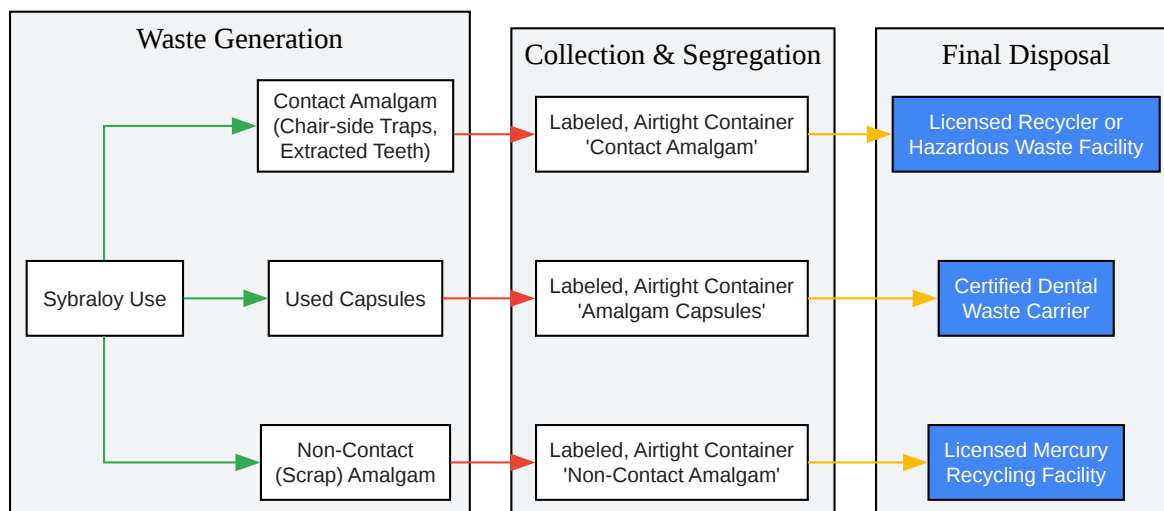 Waste Generation
Contact Amalgam
(Chair-side Traps,
Extracted Teeth)
Sybraloy Use
Used Capsules
Non-Contact
(Scrap) Amalgam
Collection & Segregation
Labeled, Airtight Container
'Contact Amalgam'
Labeled, Airtight Container
'Amalgam Capsules'
Labeled, Airtight Container
'Non-Contact Amalgam'
Final Disposal
Licensed Recycler or
Hazardous Waste Facility
Certified Dental
Waste Carrier
Licensed Mercury
Recycling Facility